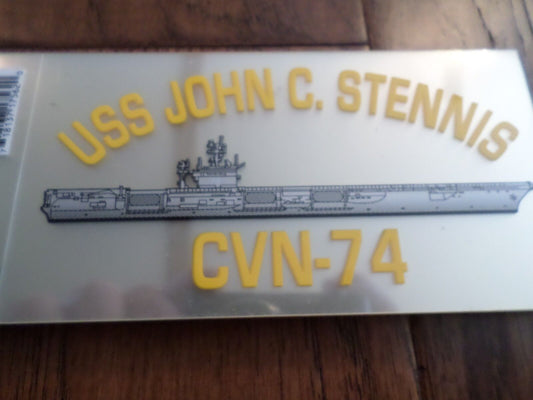 USS JOHN C. STENNIS
CVN-74